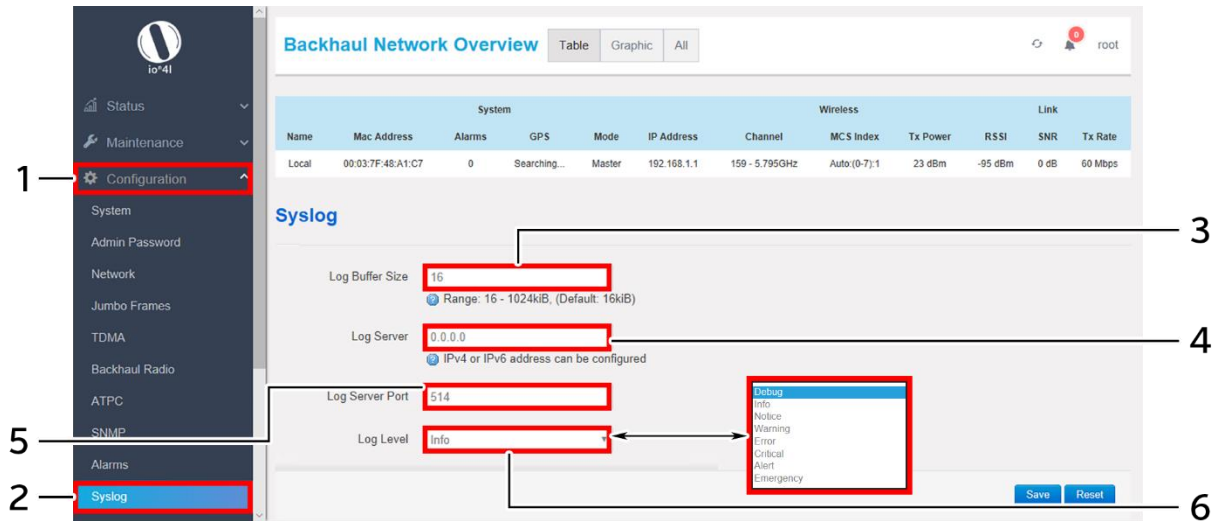 io®4I
Status
Maintenance
Configuration
System
Admin Password
Network
Jumbo Frames
TDMA
Backhaul Radio
ATPC
SNMP
Alarms
Syslog
1
2
5
Backhaul Network Overview Table Graphic All 0 root
System Wireless Link
Name Mac Address Alarms GPS Mode IP Address Channel MCS Index Tx Power RSSI SNR Tx Rate
Local 00:03:7F:48:A1:C7 0 Searching... Master 192.168.1.1 159 - 5.795GHz Auto:(0-7):1 23 dBm -95 dBm 0 dB 60 Mbps
Syslog
Log Buffer Size 16
Range: 16 - 1024kiB, (Default: 16kiB)
3
Log Server 0.0.0.0
IPv4 or IPv6 address can be configured
4
Log Server Port 514
Log Level Info
Debug
Info
Notice
Warning
Error
Critical
Alert
Emergency
Save Reset
6